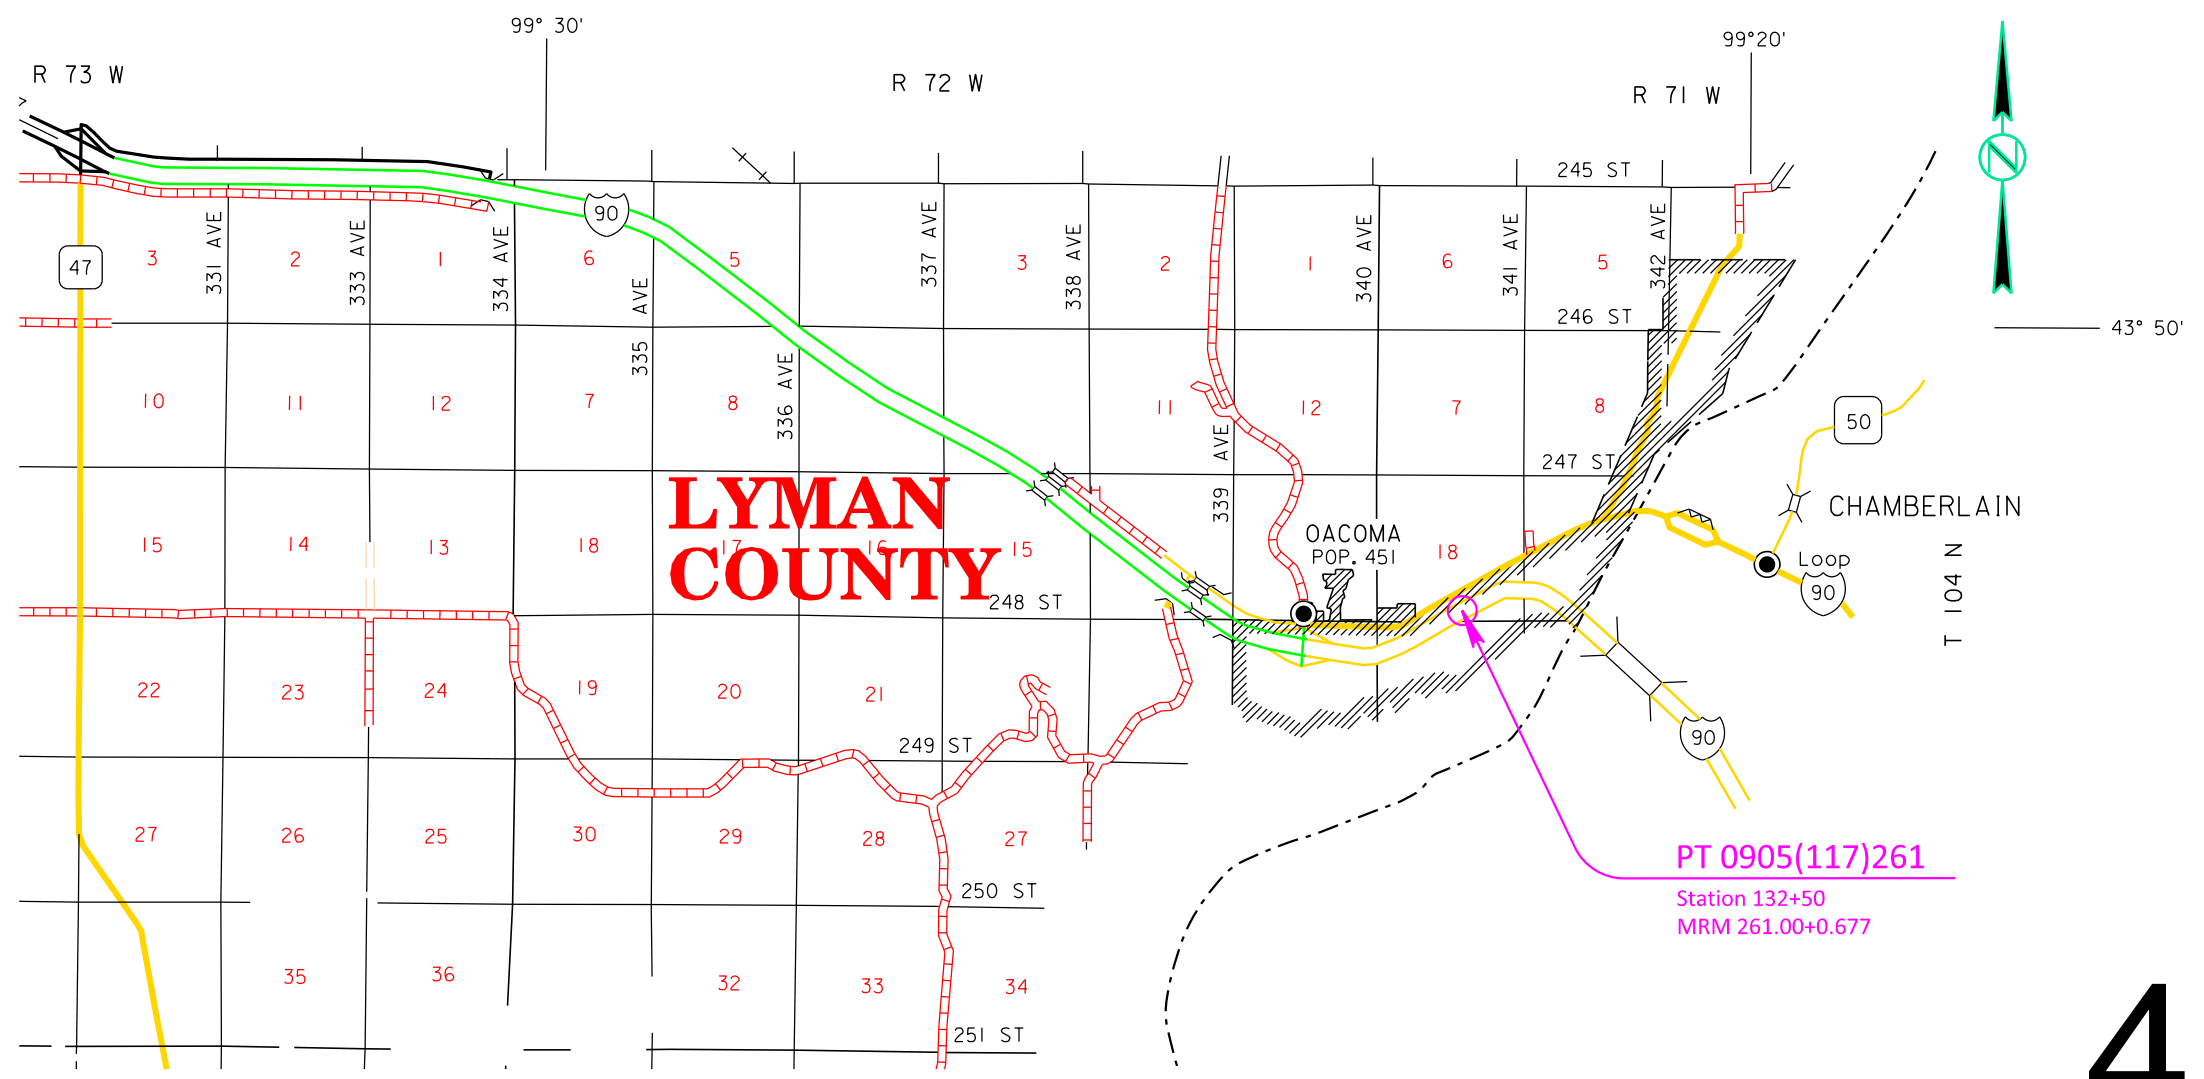 99° 30'
99°20'
R 73 W
R 72 W
R 71 W
N
245 ST
90
331 AVE
333 AVE
334 AVE
335 AVE
337 AVE
338 AVE
340 AVE
341 AVE
342 AVE
47
3
2
1
6
5
3
2
1
6
5
246 ST
43° 50'
336 AVE
339 AVE
10
11
12
7
8
11
12
7
8
50
247 ST
LYMAN
COUNTY
CHAMBERLAIN
15
14
13
18
17
16
15
OACOMA
POP. 451
18
Loop
90
T 104 N
248 ST
22
23
24
19
20
21
249 ST
90
27
26
25
30
29
28
27
PT 0905(117)261
Station 132+50
MRM 261.00+0.677
250 ST
35
36
32
33
34
251 ST
4